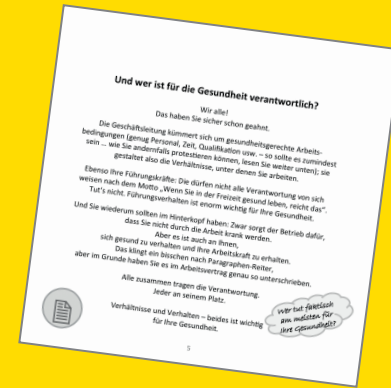 Und wer ist für die Gesundheit verantwortlich?
Wir alle!
Das haben Sie sicher schon geahnt.
Die Geschäftsleitung kümmert sich um gesundheitsgerechte Arbeits-
bedingungen (genug Personal, Zeit, Qualifikation usw. – so sollte es zumindest
sein ... wie Sie andernfalls protestieren können, lesen Sie weiter unten); sie
gestaltet also die Verhältnisse, unter denen Sie arbeiten.
Ebenso Ihre Führungskräfte: Die dürfen nicht alle Verantwortung von sich
weisen nach dem Motto „Wenn Sie in der Freizeit gesund leben, reicht das“.
Tut's nicht. Führungsverhalten ist enorm wichtig für Ihre Gesundheit.
Und Sie wiederum sollten im Hinterkopf haben: Zwar sorgt der Betrieb dafür,
dass Sie nicht durch die Arbeit krank werden.
Aber es ist auch an Ihnen,
sich gesund zu verhalten und Ihre Arbeitskraft zu erhalten.
Das klingt ein bisschen nach Paragraphen-Reiter,
aber im Grunde haben Sie es im Arbeitsvertrag genau so unterschrieben.
Alle zusammen tragen die Verantwortung.
Jeder an seinem Platz.
Verhältnisse und Verhalten – beides ist wichtig
für Ihre Gesundheit.
Wer tut faktisch
am meisten für
Ihre Gesundheit?
5